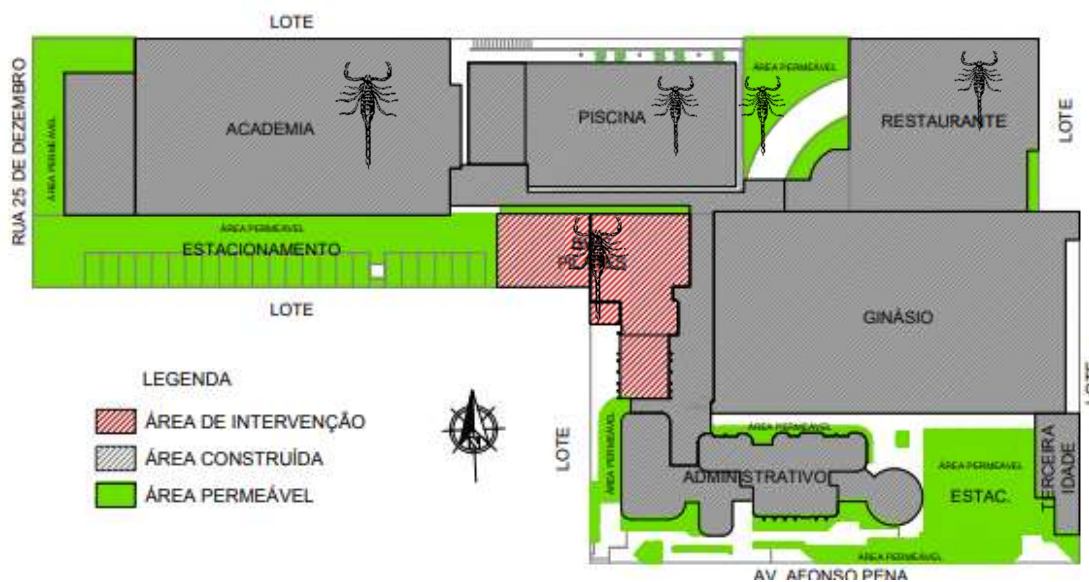 LOTE
RUA 25 DE DEZEMBRO
ÁREA PERMEÁVEL
ACADEMIA
PISCINA
ÁREA PERMEÁVEL
RESTAURANTE
LOTE
ÁREA PERMEÁVEL
ESTACIONAMENTO
LOTE
GINÁSIO
LOTE
LEGENDA
ÁREA DE INTERVENÇÃO
ÁREA CONSTRUÍDA
ÁREA PERMEÁVEL
N
LOTE
ÁREA PERMEÁVEL
ÁREA PERMEÁVEL
ADMINISTRATIVO
ÁREA PERMEÁVEL
ESTAC.
TERCEIRA
IDADE
ÁREA PERMEÁVEL
AV. AFONSO PENA